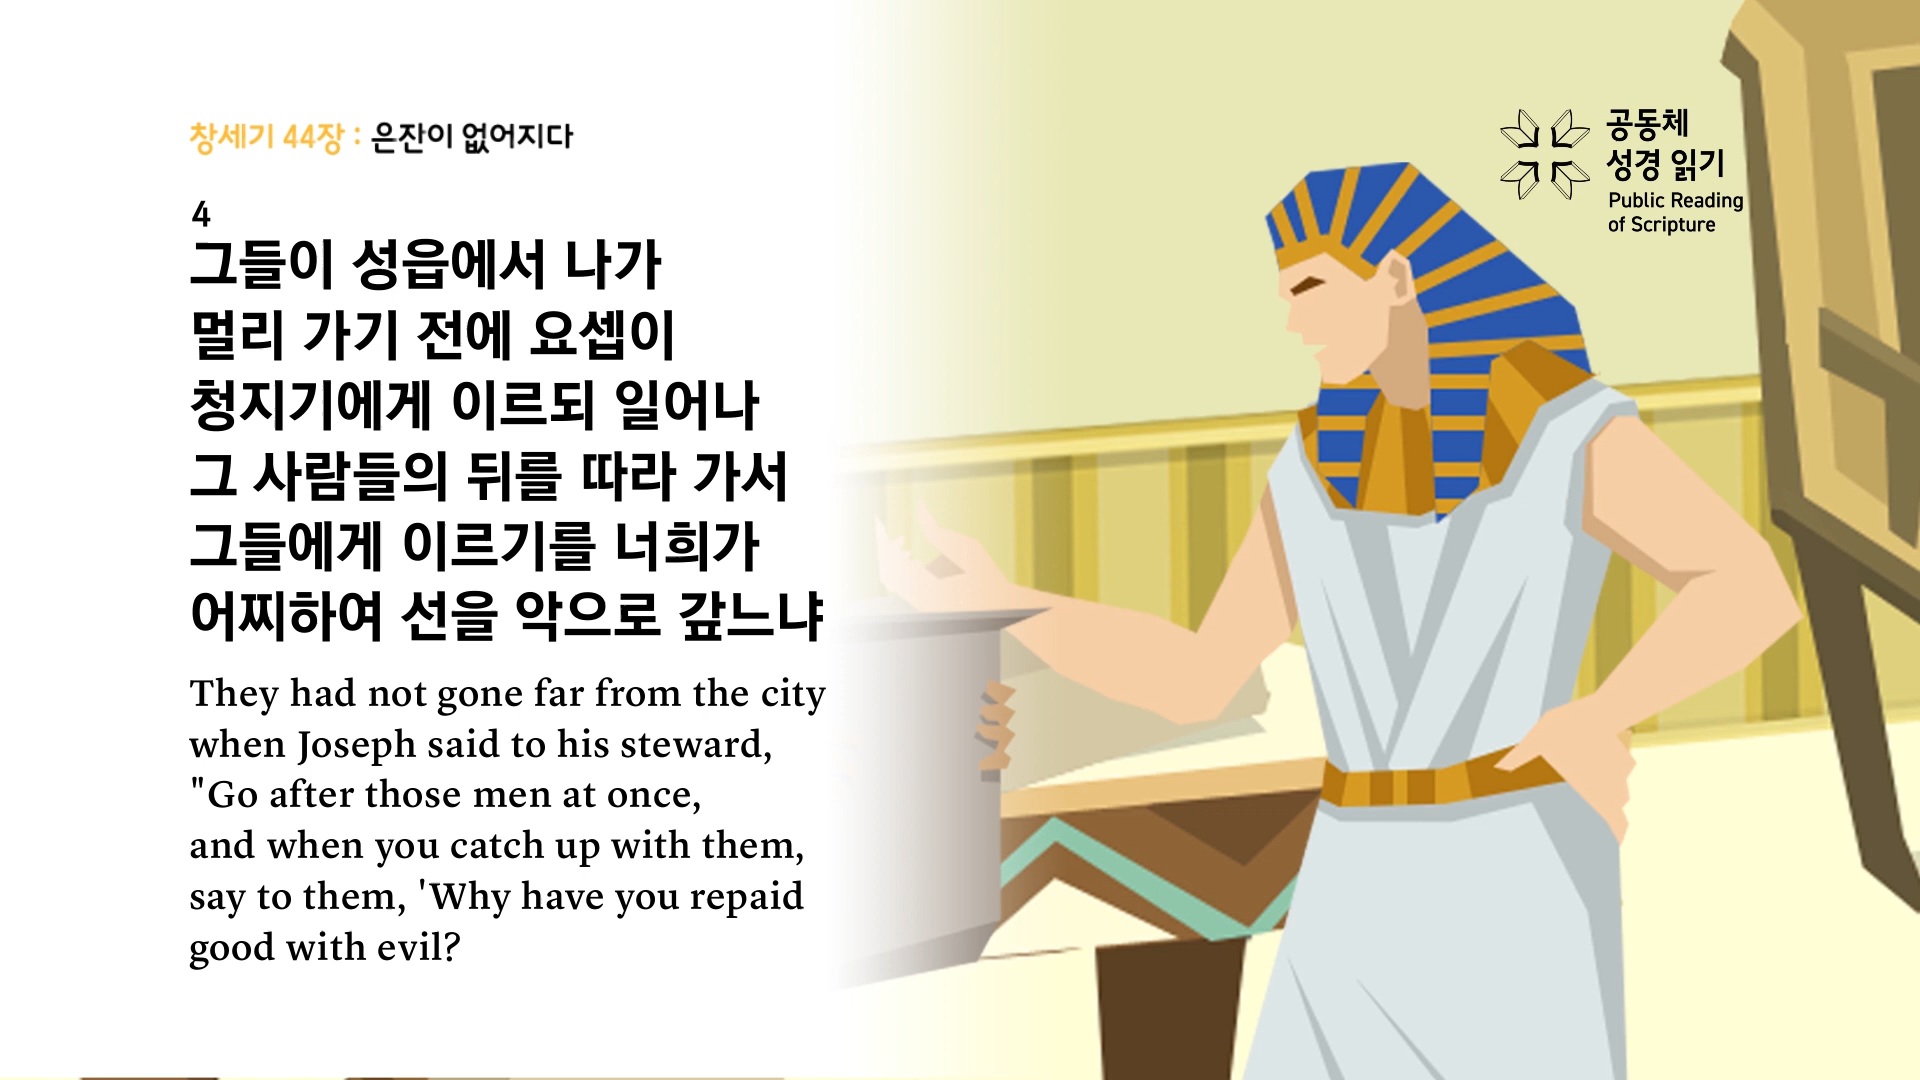 창세기 44장 : 은잔이 없어지다
4
그들이 성읍에서 나가
멀리 가기 전에 요셉이
청지기에게 이르되 일어나
그 사람들의 뒤를 따라 가서
그들에게 이르기를 너희가
어찌하여 선을 악으로 갚느냐
They had not gone far from the city
when Joseph said to his steward,
"Go after those men at once,
and when you catch up with them,
say to them, 'Why have you repaid
good with evil?
공동체
성경 읽기
Public Reading
of Scripture